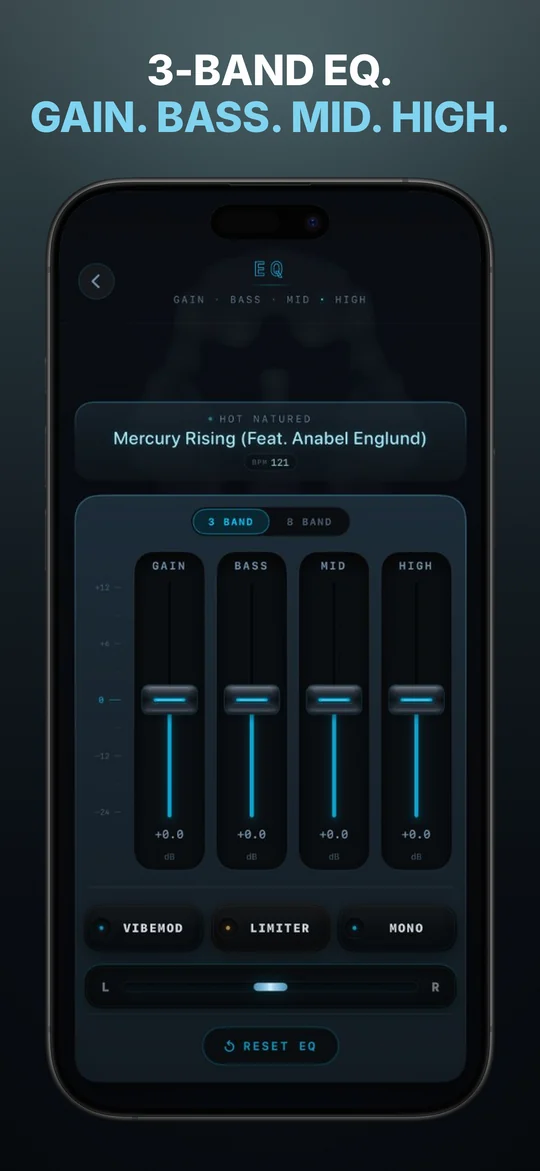 3-BAND EQ.
GAIN. BASS. MID. HIGH.
EQ
GAIN · BASS · MID · HIGH
HOT NATURED
Mercury Rising (Feat. Anabel Englund)
BPM 121
3 BAND 8 BAND
GAIN BASS MID HIGH
+12
+6
0
-12
-24
+0.0 +0.0 +0.0 +0.0
dB dB dB dB
VIBEMOD LIMITER MONO
L R
RESET EQ